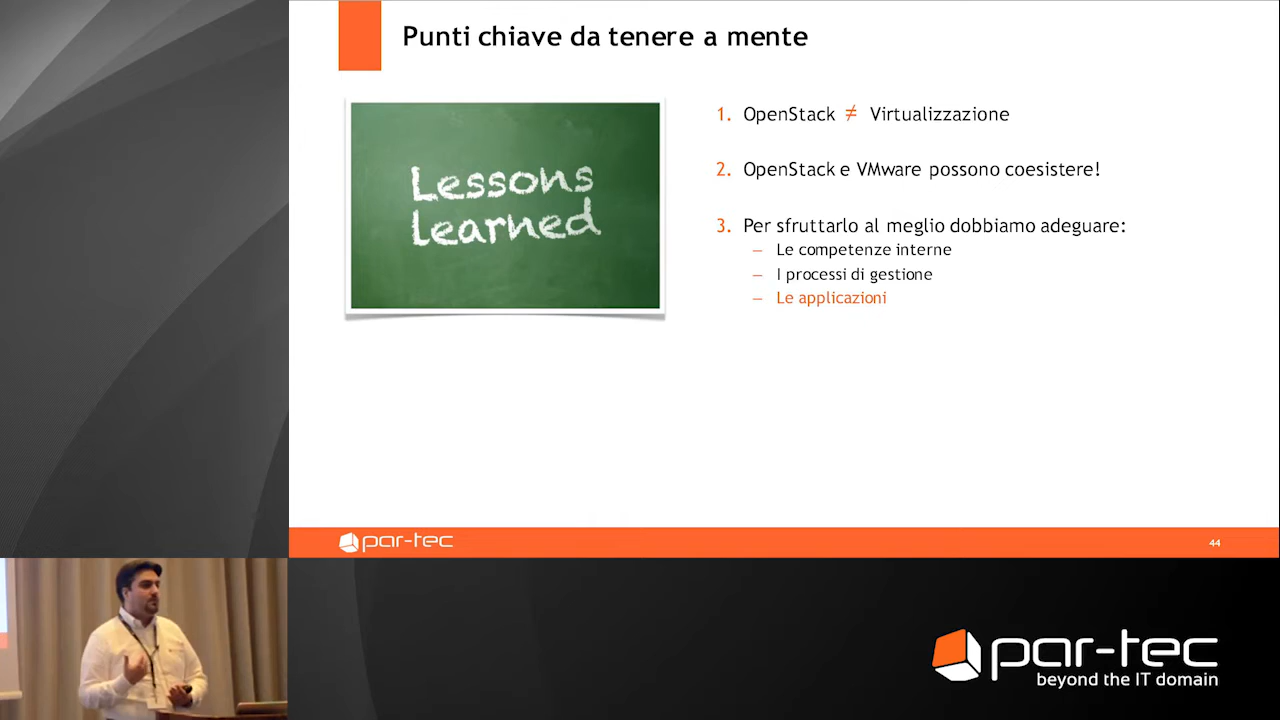 Punti chiave da tenere a mente
Lessons
learned
1. OpenStack ≠ Virtualizzazione
2. OpenStack e VMware possono coesistere!
3. Per sfruttarlo al meglio dobbiamo adeguare:
– Le competenze interne
– I processi di gestione
– Le applicazioni
par-tec
44
par-tec
beyond the IT domain